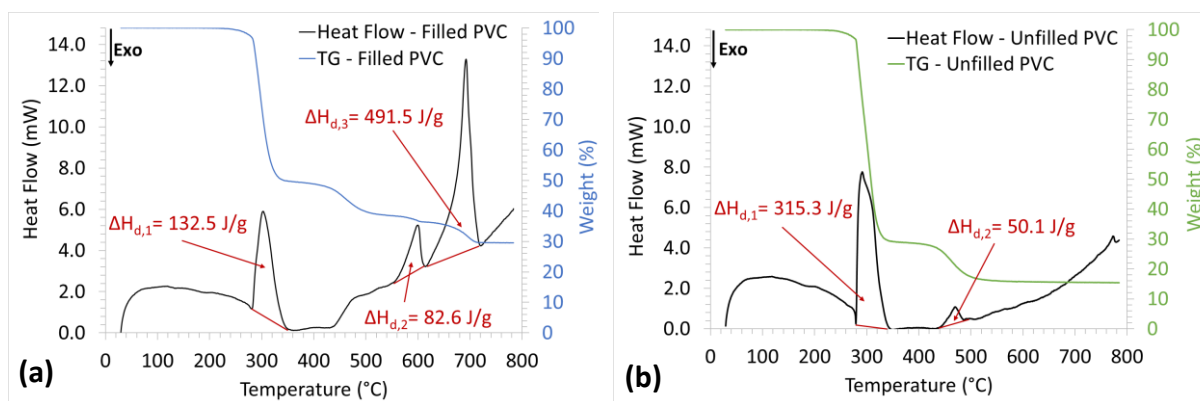 14.0
12.0
10.0
8.0
6.0
4.0
2.0
0.0
Heat Flow (mW)
Exo
Heat Flow - Filled PVC
TG - Filled PVC
ΔHd,3= 491.5 J/g
ΔHd,1= 132.5 J/g
ΔHd,2= 82.6 J/g
100
90
80
70
60
50
40
30
20
10
0
Weight (%)
0 100 200 300 400 500 600 700 800
Temperature (°C)
(a)
14.0
12.0
10.0
8.0
6.0
4.0
2.0
0.0
Heat Flow (mW)
Exo
Heat Flow - Unfilled PVC
TG - Unfilled PVC
ΔHd,1= 315.3 J/g
ΔHd,2= 50.1 J/g
100
90
80
70
60
50
40
30
20
10
0
Weight (%)
0 100 200 300 400 500 600 700 800
Temperature (°C)
(b)